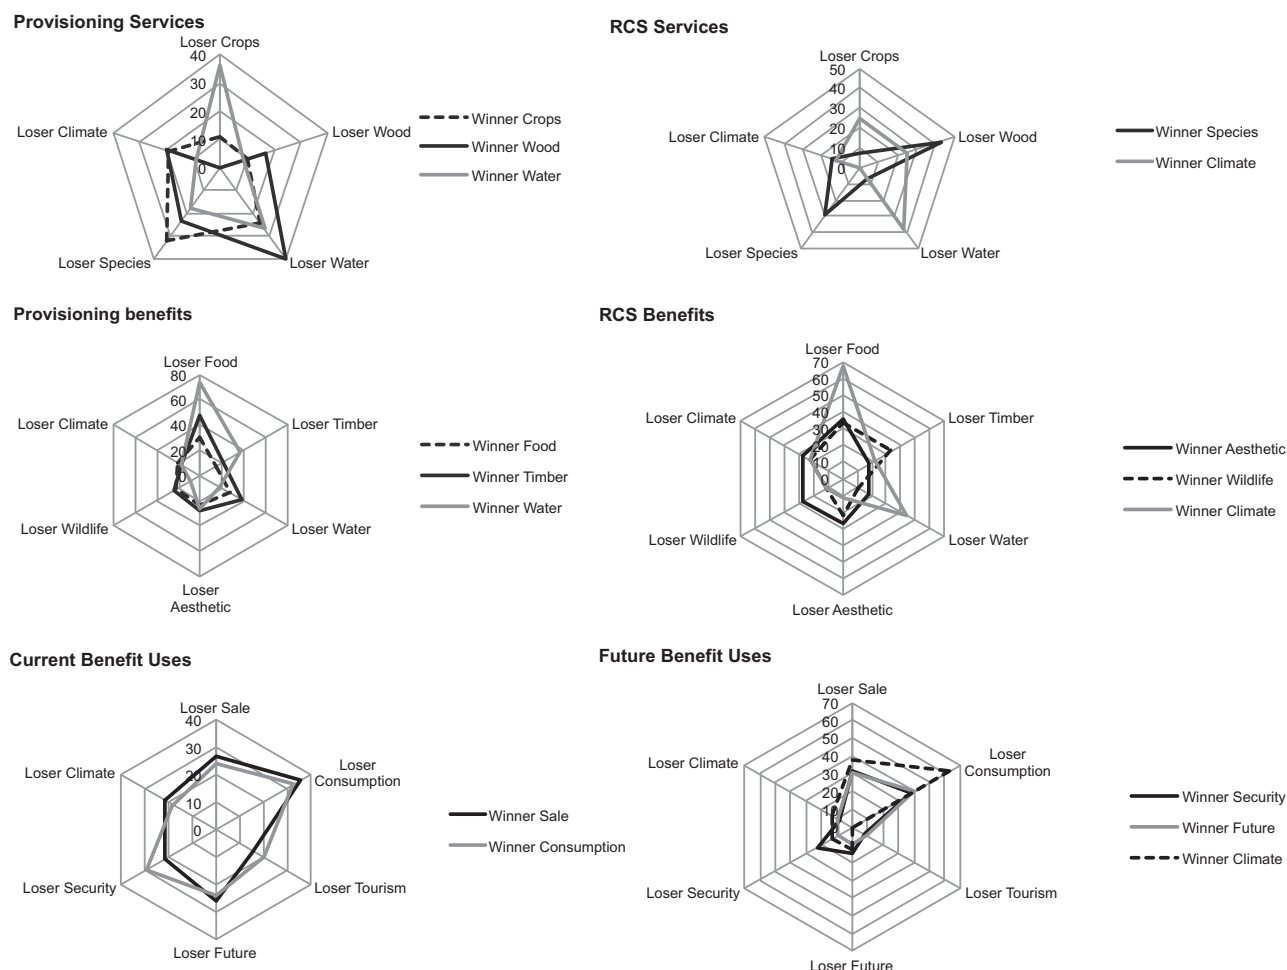 Provisioning Services
Loser Crops
40
30
20
10
0
Loser Wood
Loser Water
Loser Species
Loser Climate
Winner Crops
Winner Wood
Winner Water
RCS Services
Loser Crops
50
40
30
20
10
0
Loser Wood
Loser Water
Loser Species
Loser Climate
Winner Species
Winner Climate
Provisioning benefits
Loser Food
80
60
40
20
0
Loser Timber
Loser Water
Loser
Aesthetic
Loser Wildlife
Loser Climate
Winner Food
Winner Timber
Winner Water
RCS Benefits
Loser Food
70
60
50
40
30
20
10
0
Loser Timber
Loser Water
Loser Aesthetic
Loser Wildlife
Loser Climate
Winner Aesthetic
Winner Wildlife
Winner Climate
Current Benefit Uses
Loser Sale
40
30
20
10
0
Loser
Consumption
Loser Tourism
Loser Future
Loser Security
Loser Climate
Winner Sale
Winner Consumption
Future Benefit Uses
Loser Sale
70
60
50
40
30
20
10
0
Loser
Consumption
Loser Tourism
Loser Future
Loser Security
Loser Climate
Winner Security
Winner Future
Winner Climate